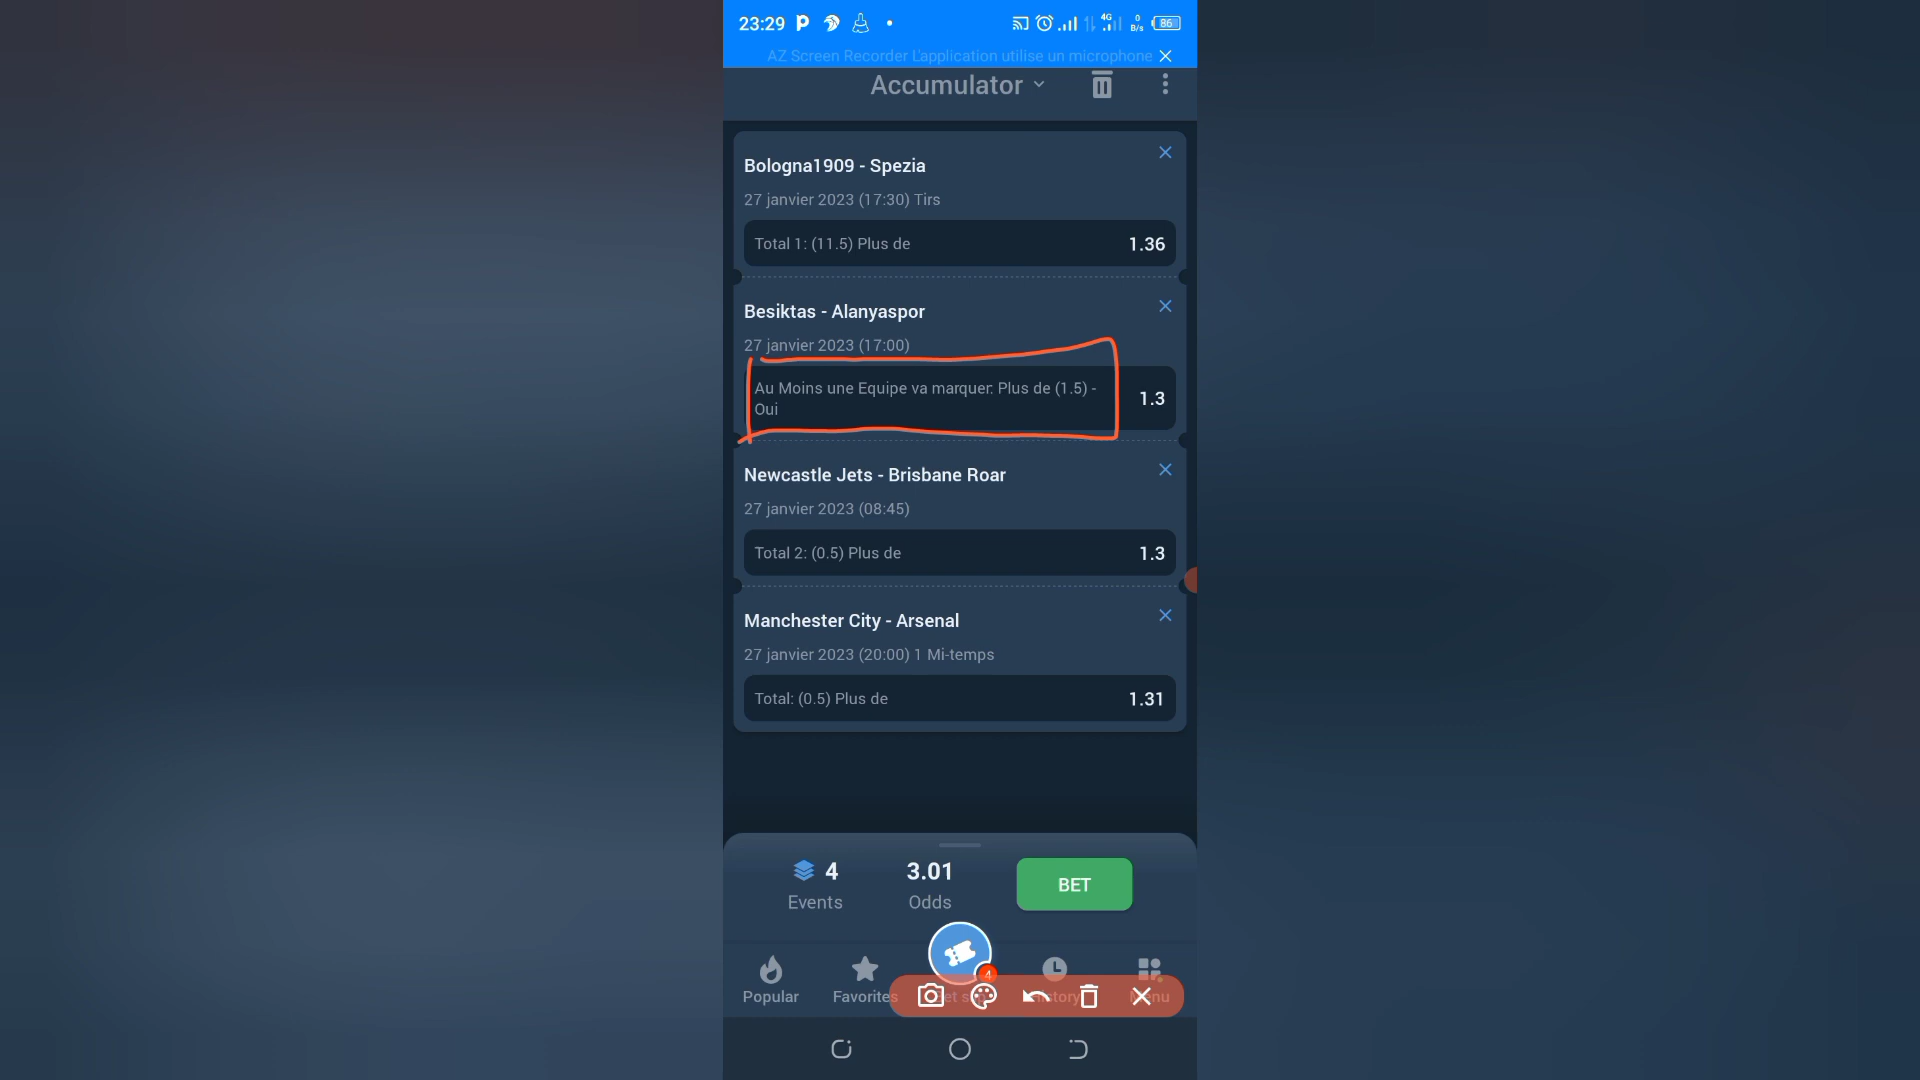 23:29
4G
0
B/s
86
AZ Screen Recorder L'application utilise un microphone
Accumulator
Bologna1909 - Spezia
27 janvier 2023 (17:30) Tirs
Total 1: (11.5) Plus de
1.36
Besiktas - Alanyaspor
27 janvier 2023 (17:00)
Au Moins une Equipe va marquer: Plus de (1.5) -
Oui
1.3
Newcastle Jets - Brisbane Roar
27 janvier 2023 (08:45)
Total 2: (0.5) Plus de
1.3
Manchester City - Arsenal
27 janvier 2023 (20:00) 1 Mi-temps
Total: (0.5) Plus de
1.31
4
3.01
BET
Events
Odds
4
Popular
Favorites